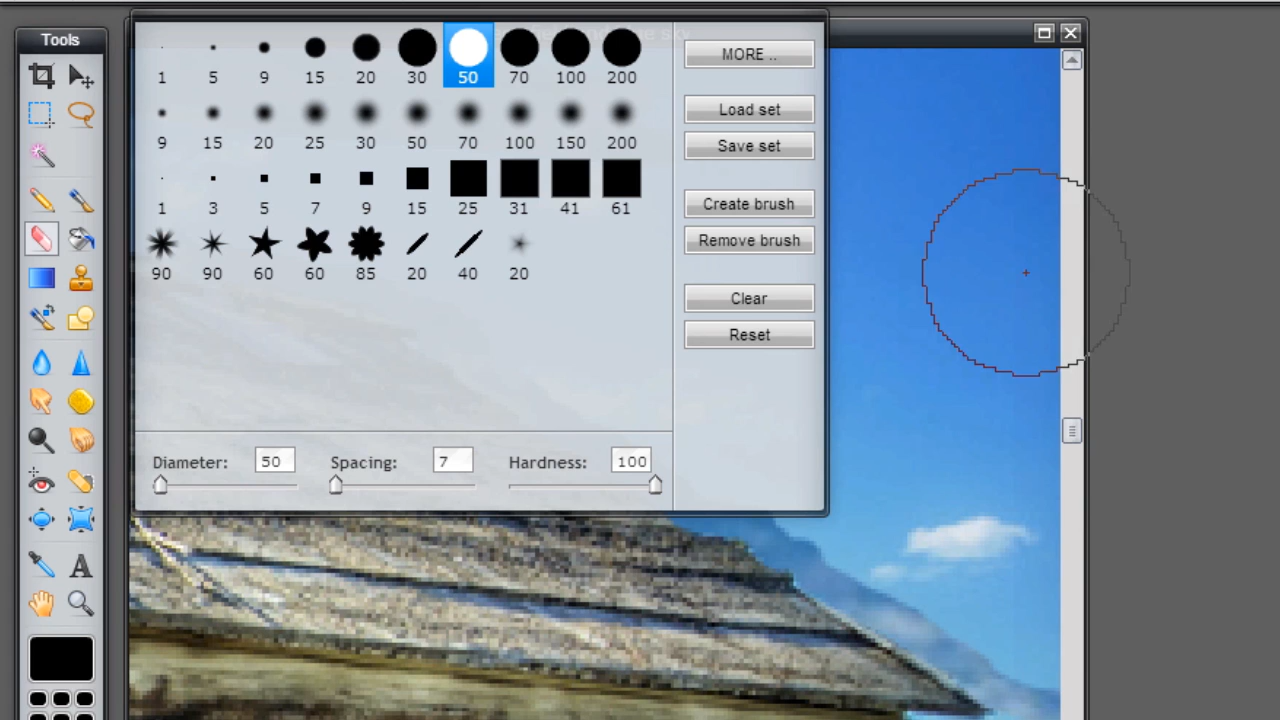 Tools
1 5 9 15 20 30 50 70 100 200
9 15 20 25 30 50 70 100 150 200
1 3 5 7 9 15 25 31 41 61
90 90 60 60 85 20 40 20
MORE ..
Load set
Save set
Create brush
Remove brush
Clear
Reset
Diameter: 50 Spacing: 7 Hardness: 100
A